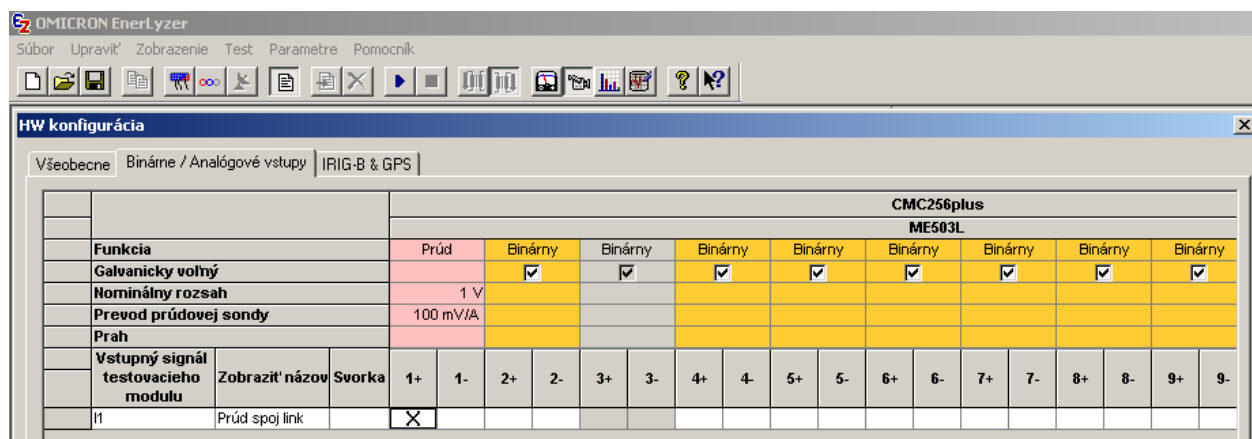 OMICRON EnerLyzer
Súbor Upraviť Zobrazenie Test Parametre Pomocník
HW konfigurácia
Všeobecne Binárne / Analógové vstupy IRIG-B & GPS
CMC256plus
ME503L
Funkcia Prúd Binárny Binárny Binárny Binárny Binárny Binárny Binárny Binárny
Galvanicky voľný
Nominálny rozsah 1 V
Prevod prúdovej sondy 100 mV/A
Prah
Vstupný signál testovacieho modulu Zobraziť názov Svorka 1+ 1- 2+ 2- 3+ 3- 4+ 4- 5+ 5- 6+ 6- 7+ 7- 8+ 8- 9+ 9-
I1 Prúd spoj link X